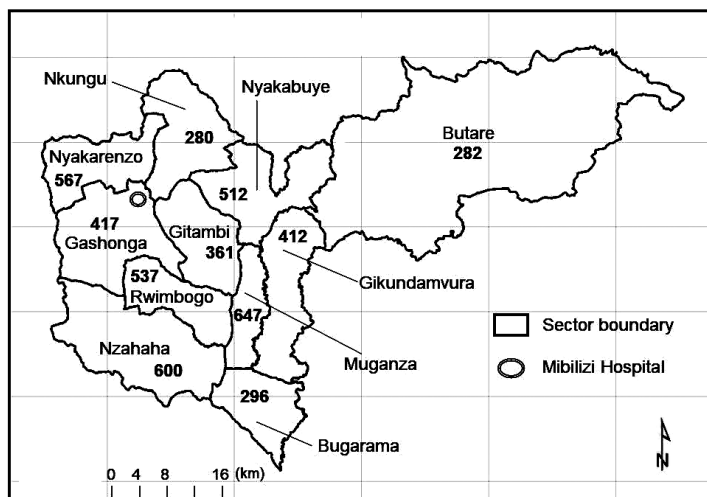 Nkungu
Nyakabuye
280
Butare
282
Nyakarenzo
567
512
417
Gashonga
Gitambi
361
412
Gikundamvura
537
Rwimbogo
647
Sector boundary
Nzahaha
600
Muganza
Mibilizi Hospital
296
Bugarama
N
0 4 8 16 (km)